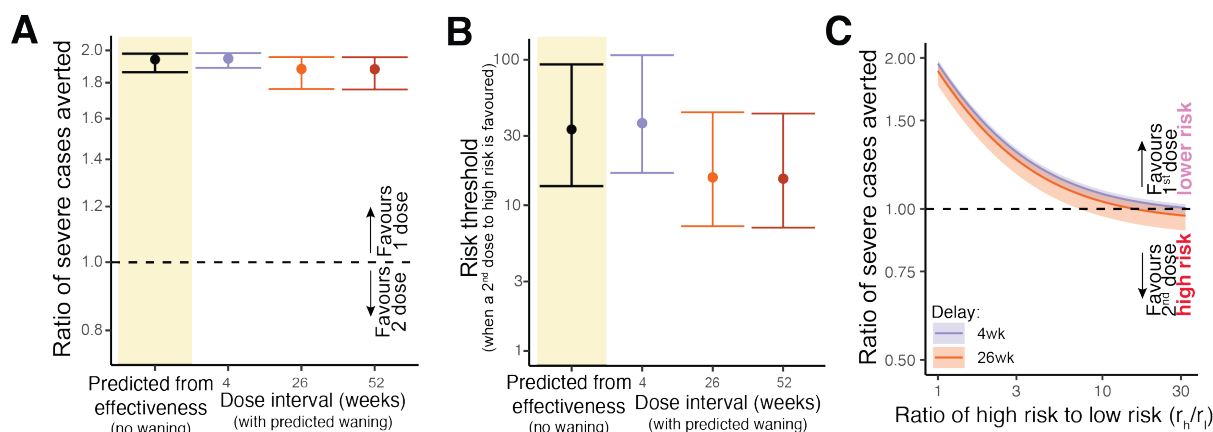 A
Ratio of severe cases averted
2.0
1.8
1.6
1.4
1.2
1.0
0.8
Favours
1 dose
Favours
2 dose
Predicted from
effectiveness
(no waning)
4
26
52
Dose interval (weeks)
(with predicted waning)
B
Risk threshold
(when a 2nd dose to high risk is favoured)
100
30
10
3
1
Predicted from
effectiveness
(no waning)
4
26
52
Dose interval (weeks)
(with predicted waning)
C
Ratio of severe cases averted
2.00
1.50
1.00
0.75
0.50
Favours
1st dose
lower risk
Favours
2nd dose
high risk
Delay:
4wk
26wk
1
3
10
30
Ratio of high risk to low risk (rh/rl)